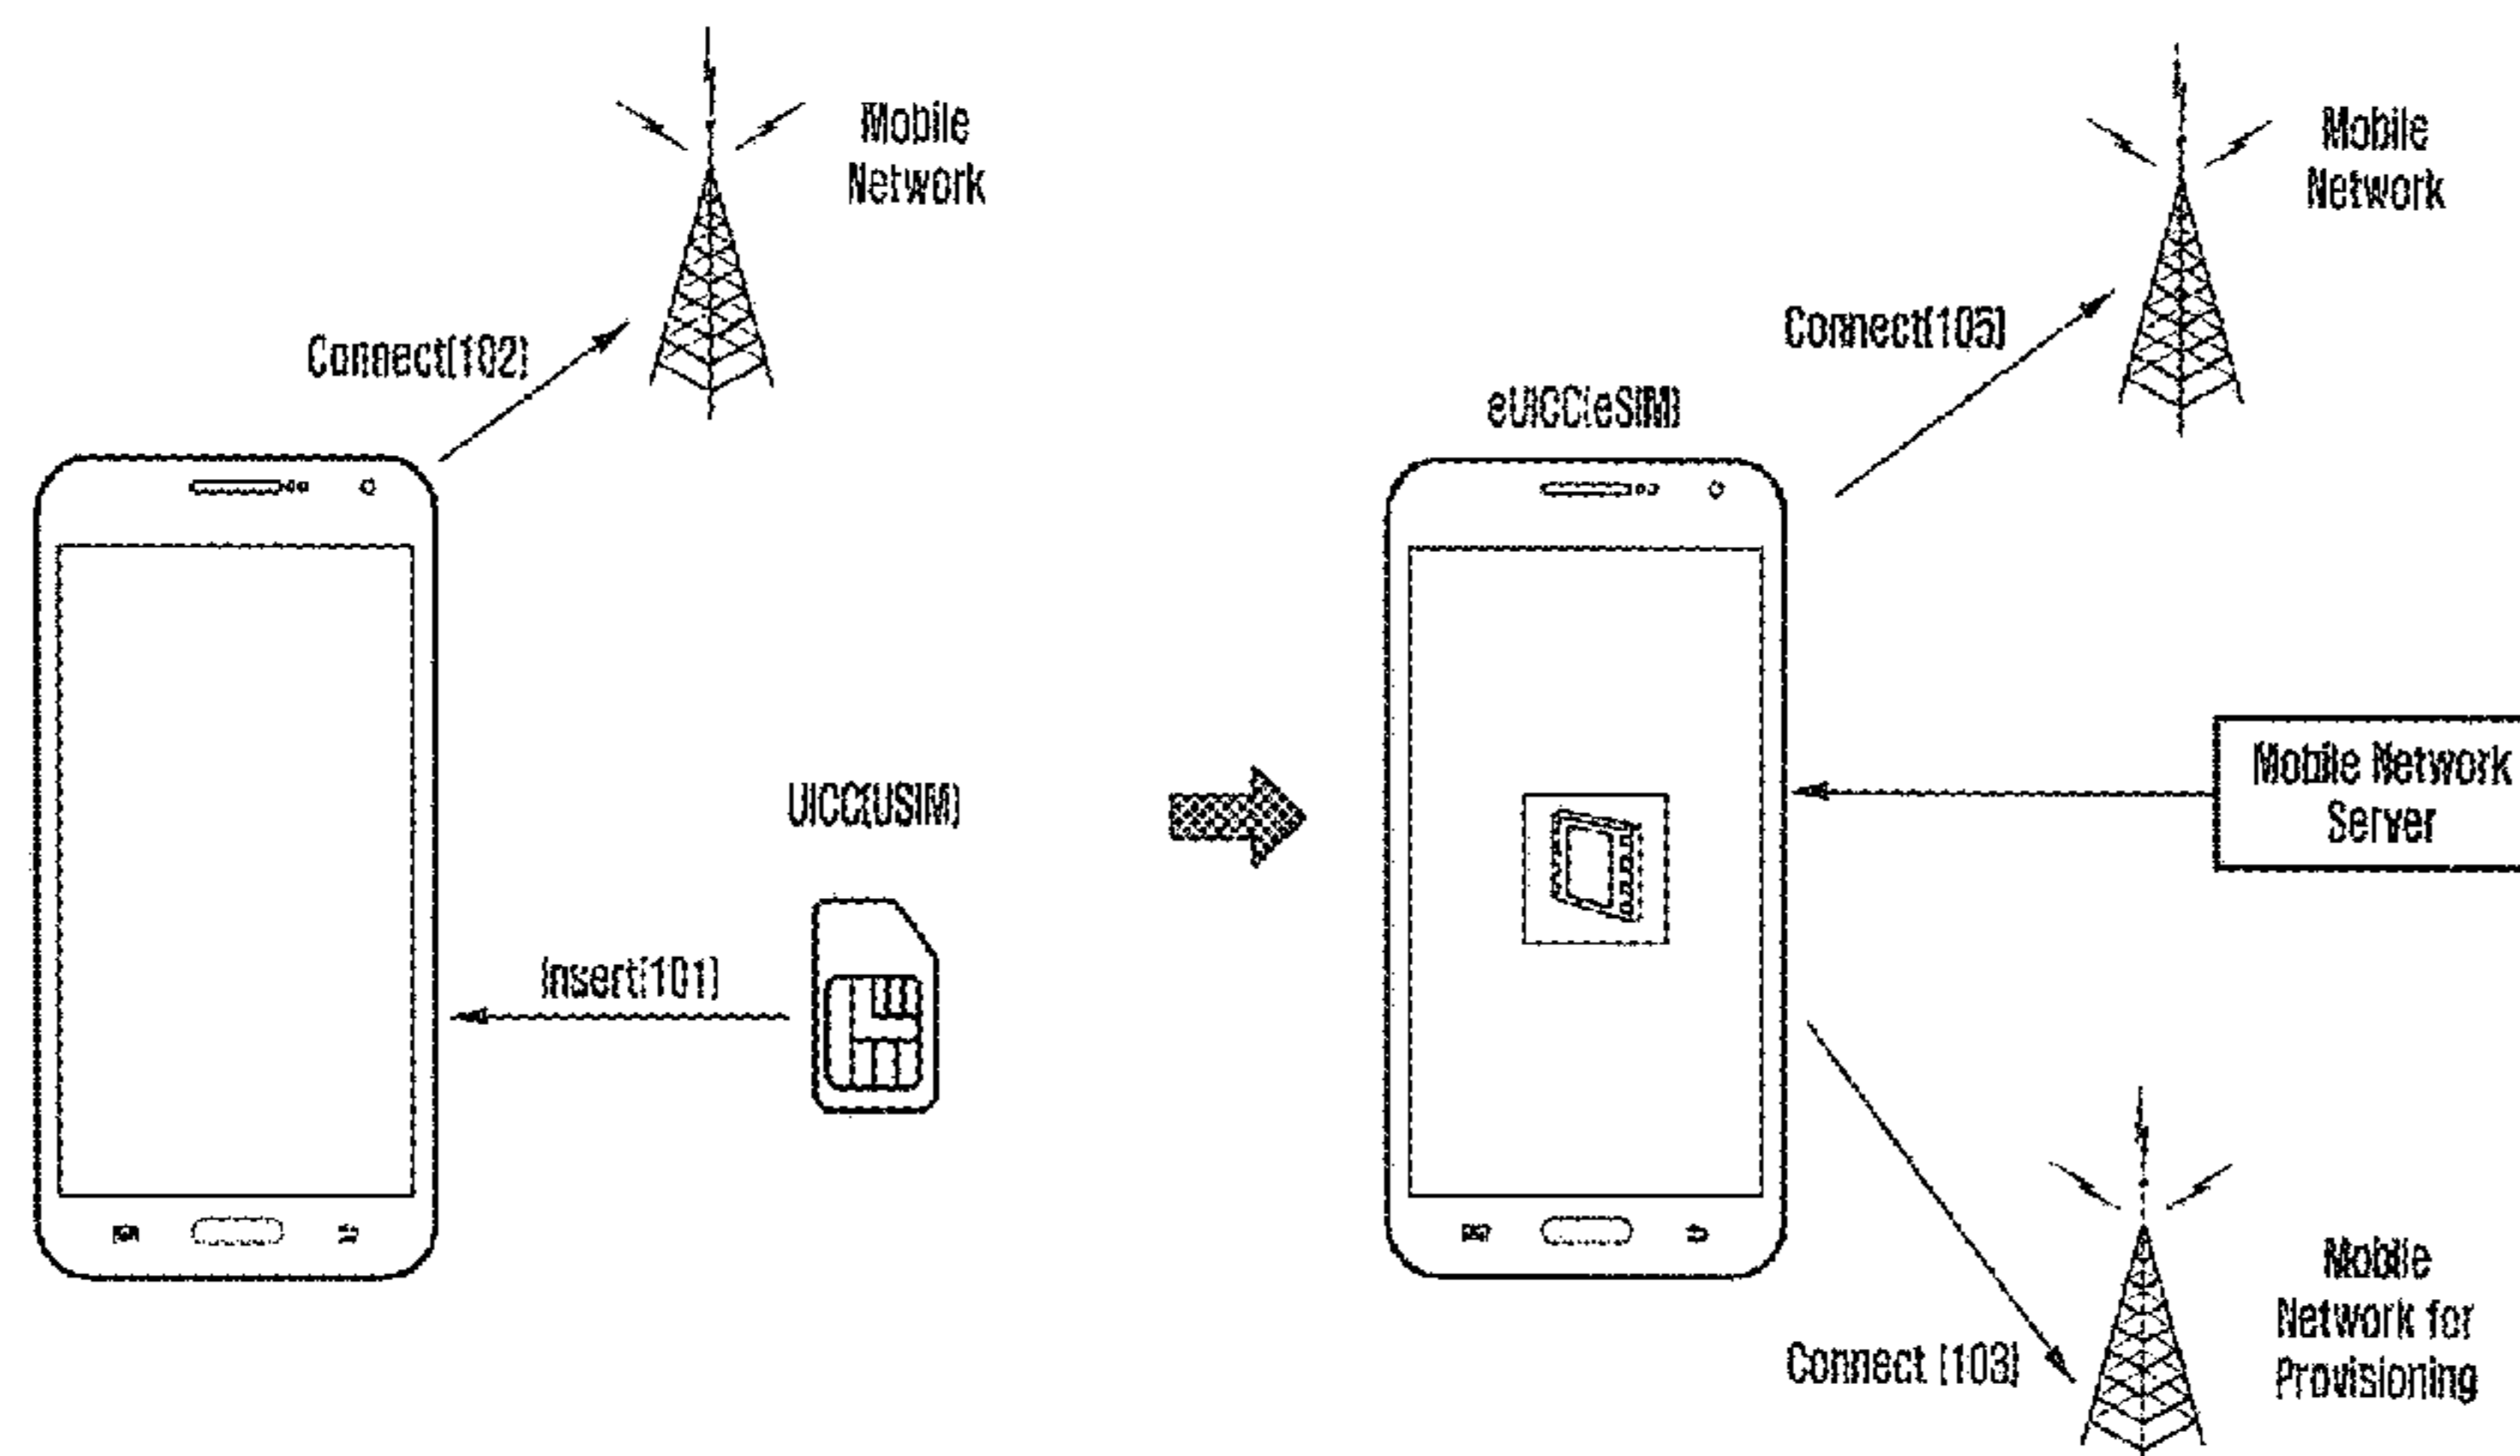 Mobile
Network
Connect(102)
UICC(USIM)
Insert(101)
eUICC(eSIM)
Connect(105)
Mobile
Network
Mobile Network
Server
Connect (103)
Mobile
Network for
Provisioning